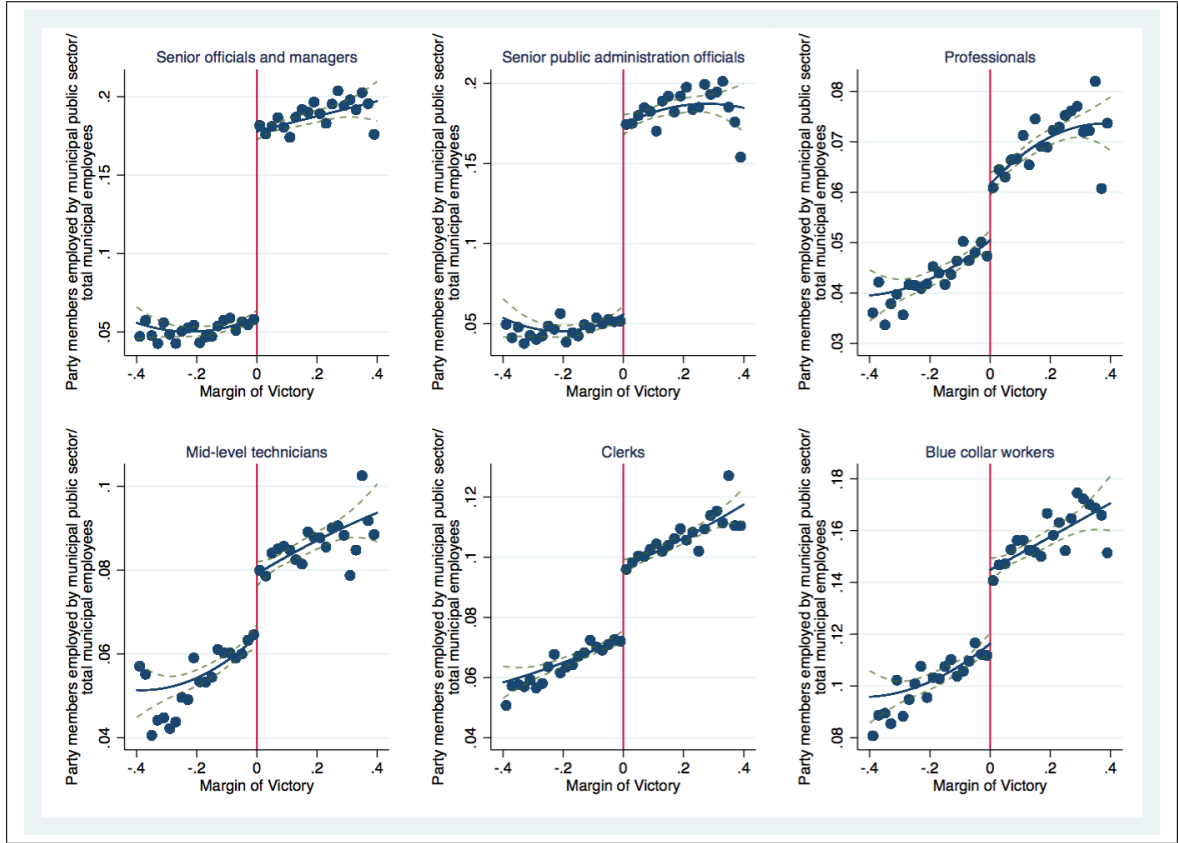 Senior officials and managers
Party members employed by municipal public sector/
total municipal employees
.2
.15
.1
.05
-.4 -.2 0 .2 .4
Margin of Victory
Senior public administration officials
Party members employed by municipal public sector/
total municipal employees
.2
.15
.1
.05
-.4 -.2 0 .2 .4
Margin of Victory
Professionals
Party members employed by municipal public sector/
total municipal employees
.08
.07
.06
.05
.04
.03
-.4 -.2 0 .2 .4
Margin of Victory
Mid-level technicians
Party members employed by municipal public sector/
total municipal employees
.1
.08
.06
.04
-.4 -.2 0 .2 .4
Margin of Victory
Clerks
Party members employed by municipal public sector/
total municipal employees
.12
.1
.08
.06
.04
-.4 -.2 0 .2 .4
Margin of Victory
Blue collar workers
Party members employed by municipal public sector/
total municipal employees
.18
.16
.14
.12
.1
.08
-.4 -.2 0 .2 .4
Margin of Victory